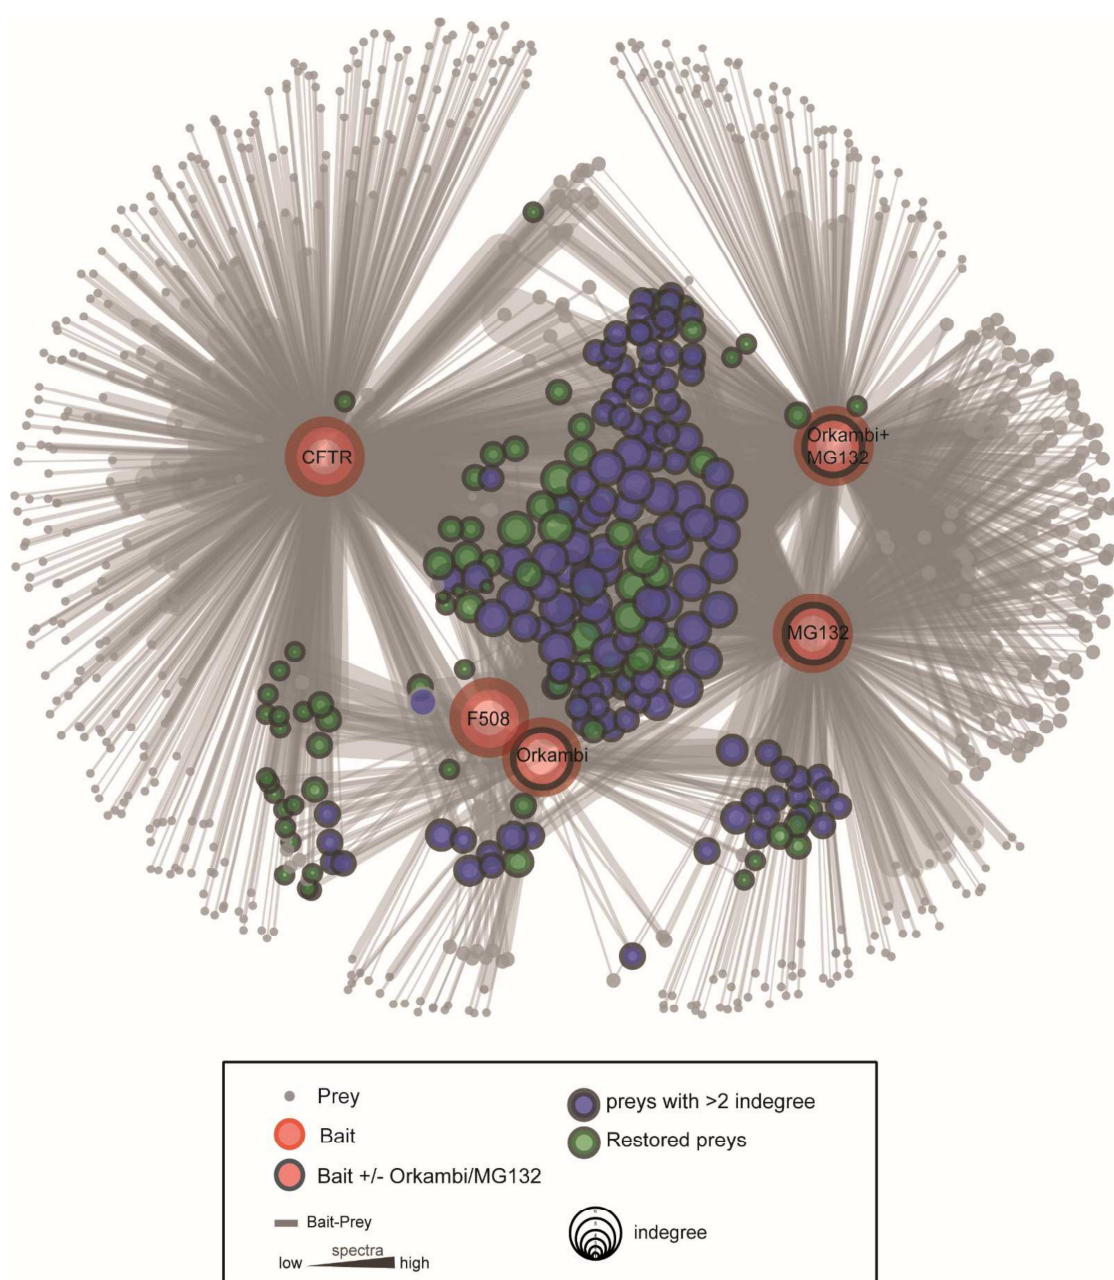 CFTR
Orkambi+
MG132
MG132
F508
Orkambi
Prey
Bait
Bait +/- Orkambi/MG132
Bait-Prey
spectra
low
high
preys with >2 indegree
Restored preys
indegree